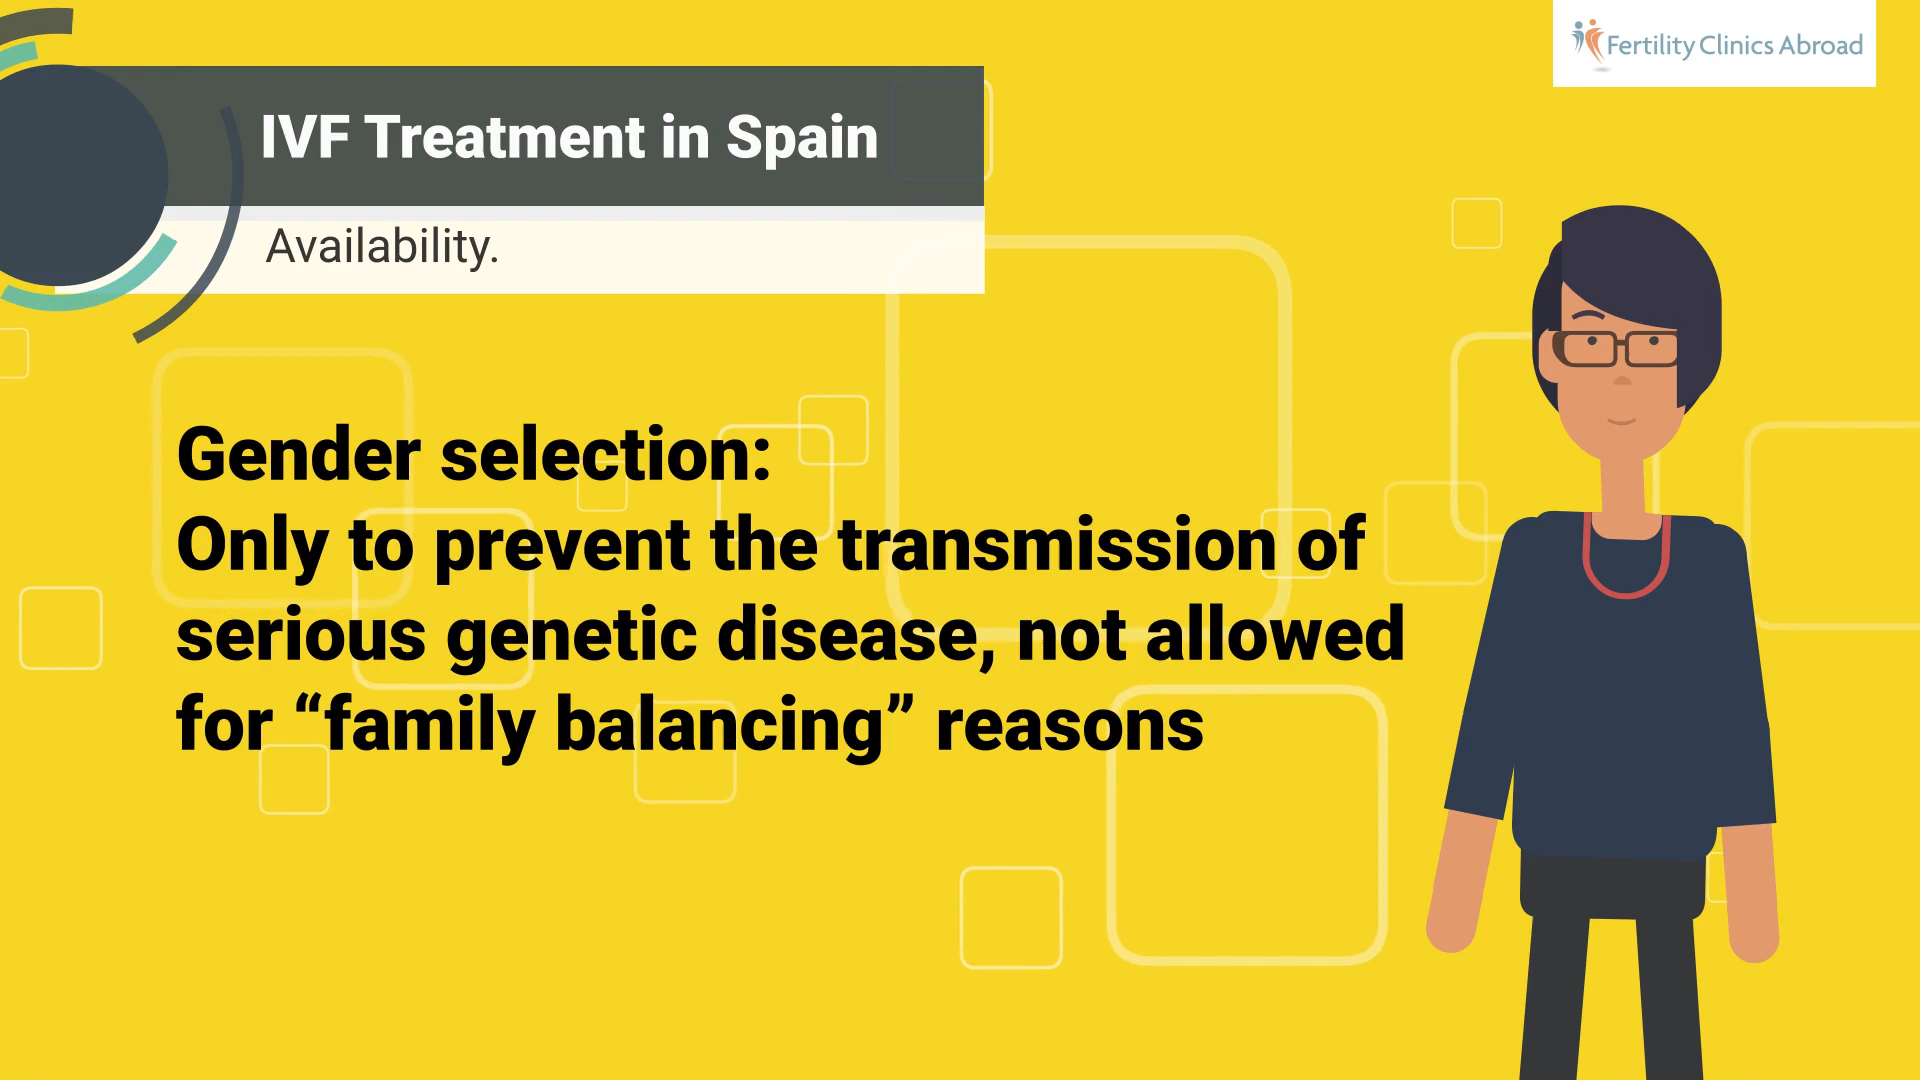 Fertility Clinics Abroad
IVF Treatment in Spain
Availability.
Gender selection:
Only to prevent the transmission of
serious genetic disease, not allowed
for “family balancing” reasons